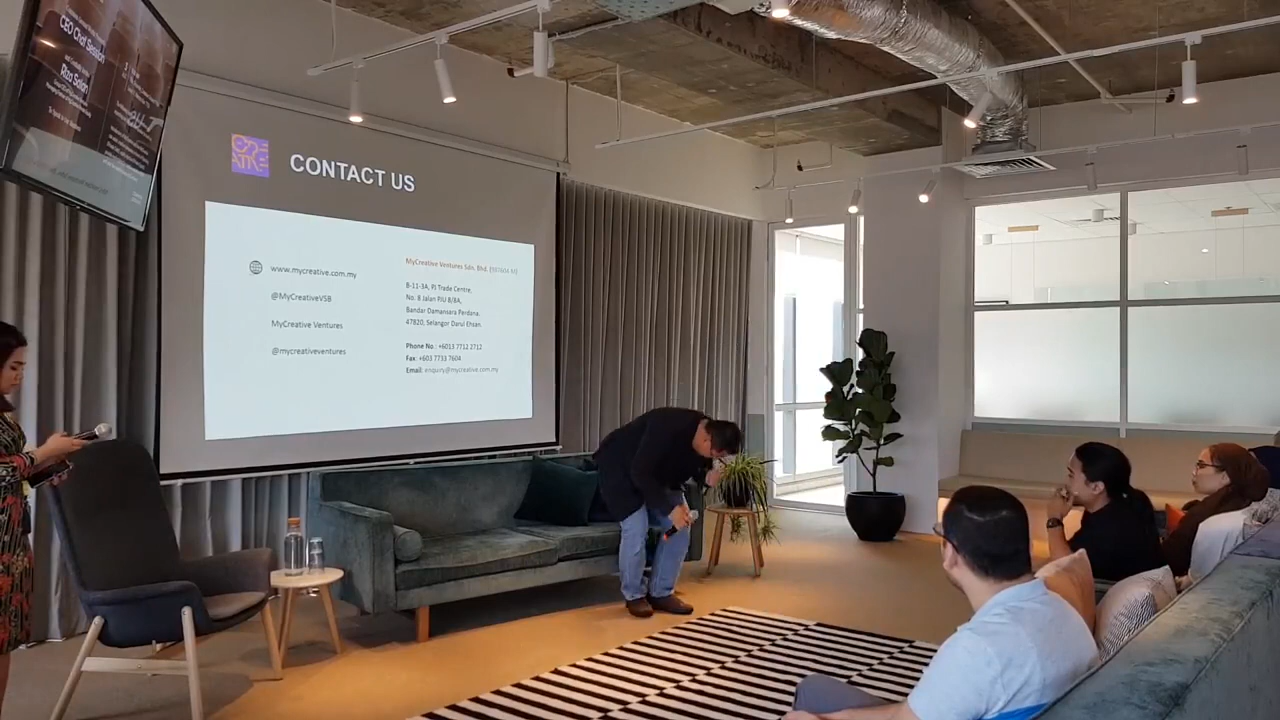 CEO Chat Session
Riza Saian
CONTACT US
www.mycreative.com.my
@MyCreativeVSB
MyCreative Ventures
@mycreativeventures
MyCreative Ventures Sdn. Bhd.
B-11-3A, PJ Trade Centre,
No. 8 Jalan PJU 8/8A,
Bandar Damansara Perdana,
47820, Selangor Darul Ehsan.
Phone No.: +6013 7712 2712
Fax: +603 7733 7604
Email: enquiry@mycreative.com.my